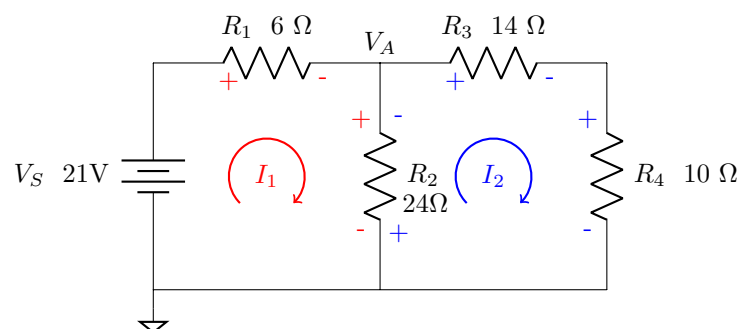 R1 6 Ω
VA
R3 14 Ω
+ -
+ -
+ -
+
VS 21V
I1
R2
24Ω
I2
R4 10 Ω
- +
-